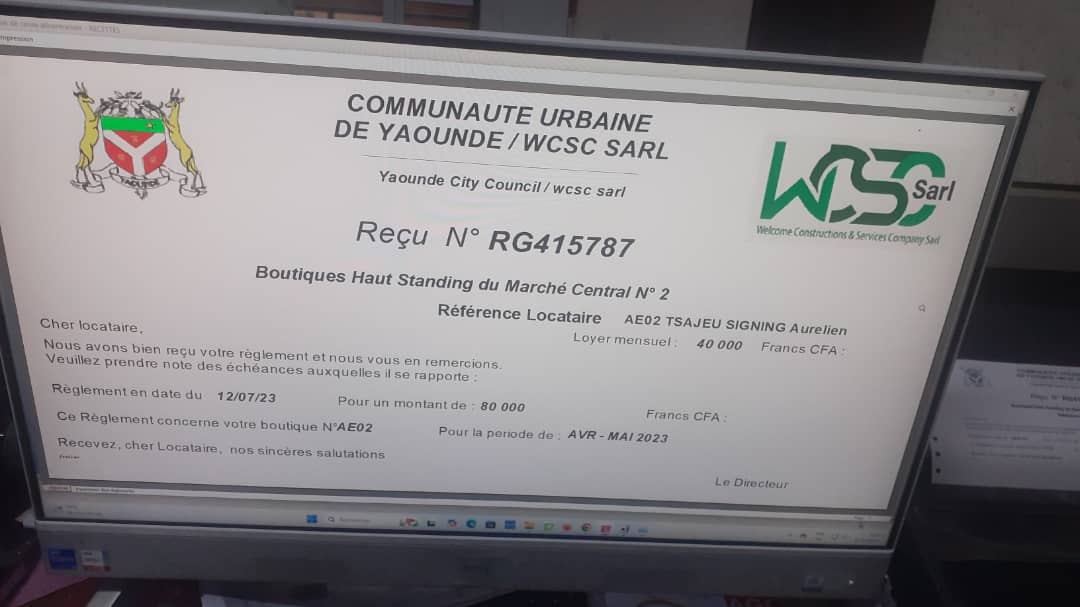 COMMUNAUTE URBAINE
DE YAOUNDE / WCSC SARL
Yaounde City Council / wcsc sarl
YAOUNDE
WCSC Sarl
Welcome Constructions & Services Company Sarl
Reçu N° RG415787
Boutiques Haut Standing du Marché Central N° 2
Référence Locataire AE02 TSAJEU SIGNING Aurelien
Loyer mensuel : 40 000 Francs CFA :
Cher locataire,
Nous avons bien reçu votre règlement et nous vous en remercions.
Veuillez prendre note des échéances auxquelles il se rapporte :
Règlement en date du 12/07/23 Pour un montant de : 80 000 Francs CFA :
Ce Règlement concerne votre boutique N°AE02 Pour la periode de : AVR - MAI 2023
Recevez, cher Locataire, nos sincères salutations
Le Directeur